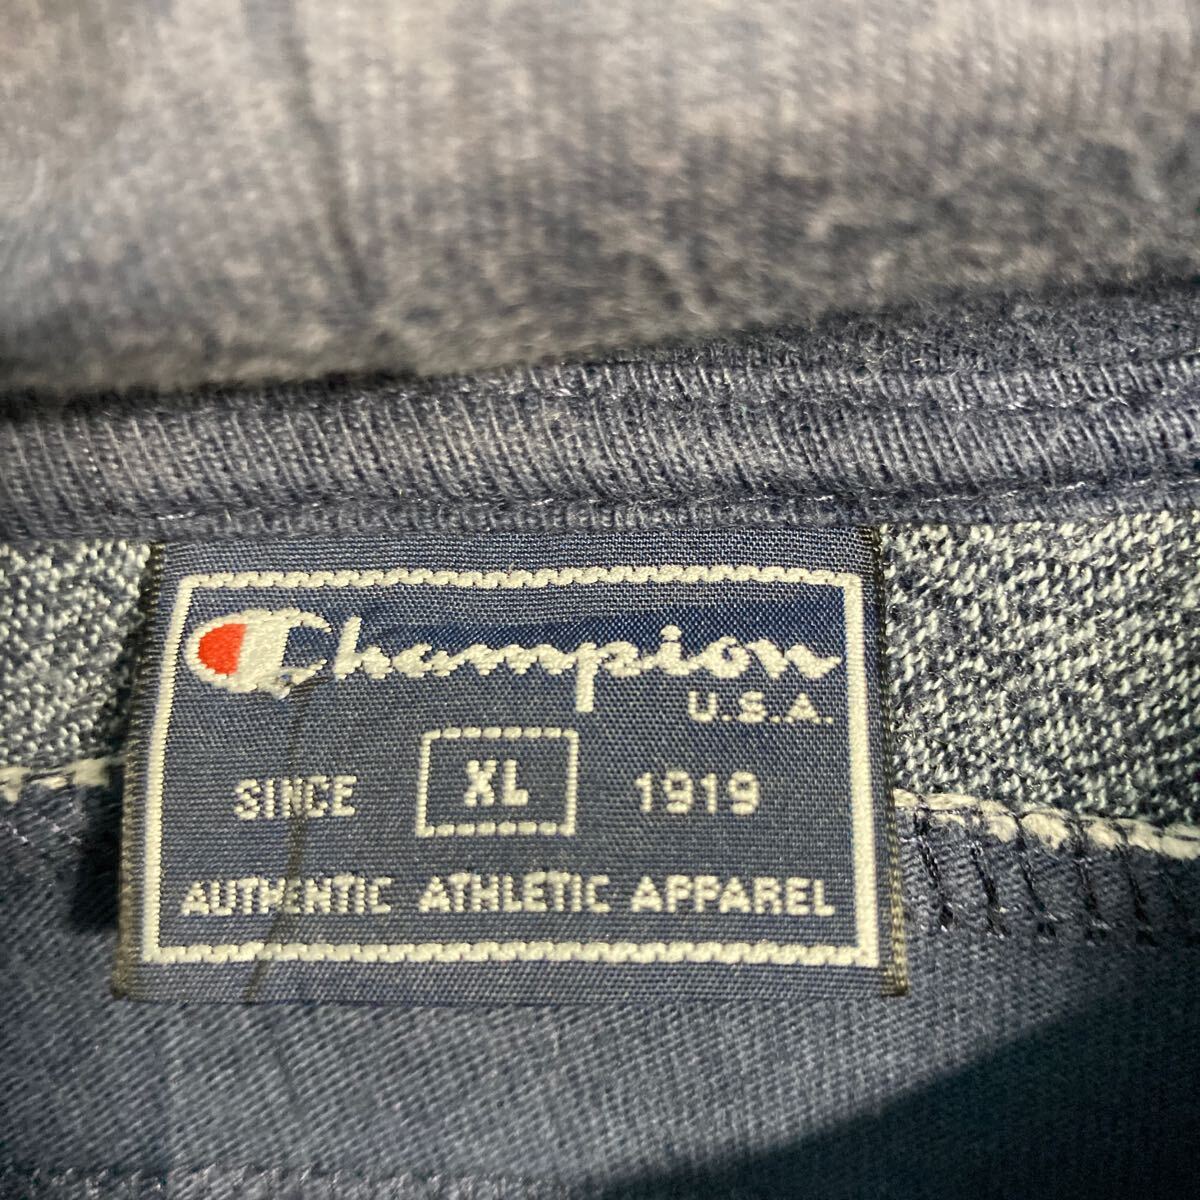 Champion
U.S.A.
SINCE XL 1919
AUTHENTIC ATHLETIC APPAREL